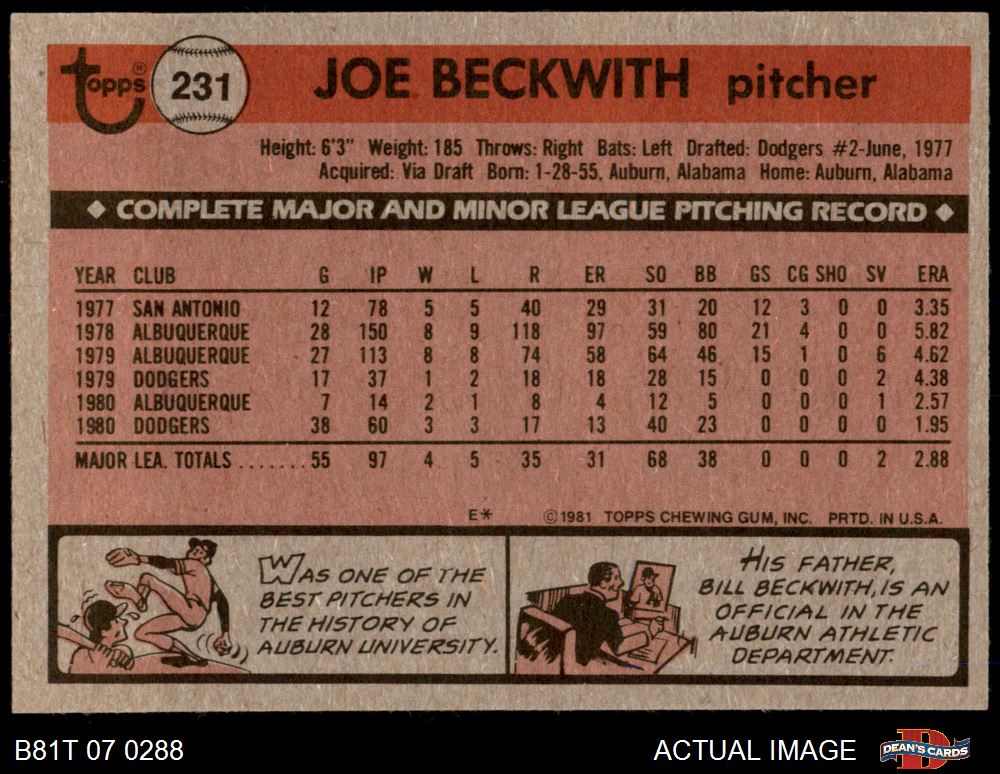 Topps® 231 JOE BECKWITH pitcher
Height: 6'3" Weight: 185 Throws: Right Bats: Left Drafted: Dodgers #2-June, 1977
Acquired: Via Draft Born: 1-28-55, Auburn, Alabama Home: Auburn, Alabama
◆ COMPLETE MAJOR AND MINOR LEAGUE PITCHING RECORD ◆
YEAR CLUB G IP W L R ER SO BB GS CG SHO SV ERA
1977 SAN ANTONIO 12 78 5 5 40 29 31 20 12 3 0 0 3.35
1978 ALBUQUERQUE 28 150 8 9 118 97 59 80 21 4 0 0 5.82
1979 ALBUQUERQUE 27 113 8 8 74 58 64 46 15 1 0 6 4.62
1979 DODGERS 17 37 1 2 18 18 28 15 0 0 0 2 4.38
1980 ALBUQUERQUE 7 14 2 1 8 4 12 5 0 0 0 1 2.57
1980 DODGERS 38 60 3 3 17 13 40 23 0 0 0 0 1.95
MAJOR LEA. TOTALS ....... 55 97 4 5 35 31 68 38 0 0 0 2 2.88
E* ©1981 TOPPS CHEWING GUM, INC. PRTD. IN U.S.A.
WAS ONE OF THE
BEST PITCHERS IN
THE HISTORY OF
AUBURN UNIVERSITY.
HIS FATHER,
BILL BECKWITH, IS AN
OFFICIAL IN THE
AUBURN ATHLETIC
DEPARTMENT.
B81T 07 0288 ACTUAL IMAGE DEAN'S CARDS